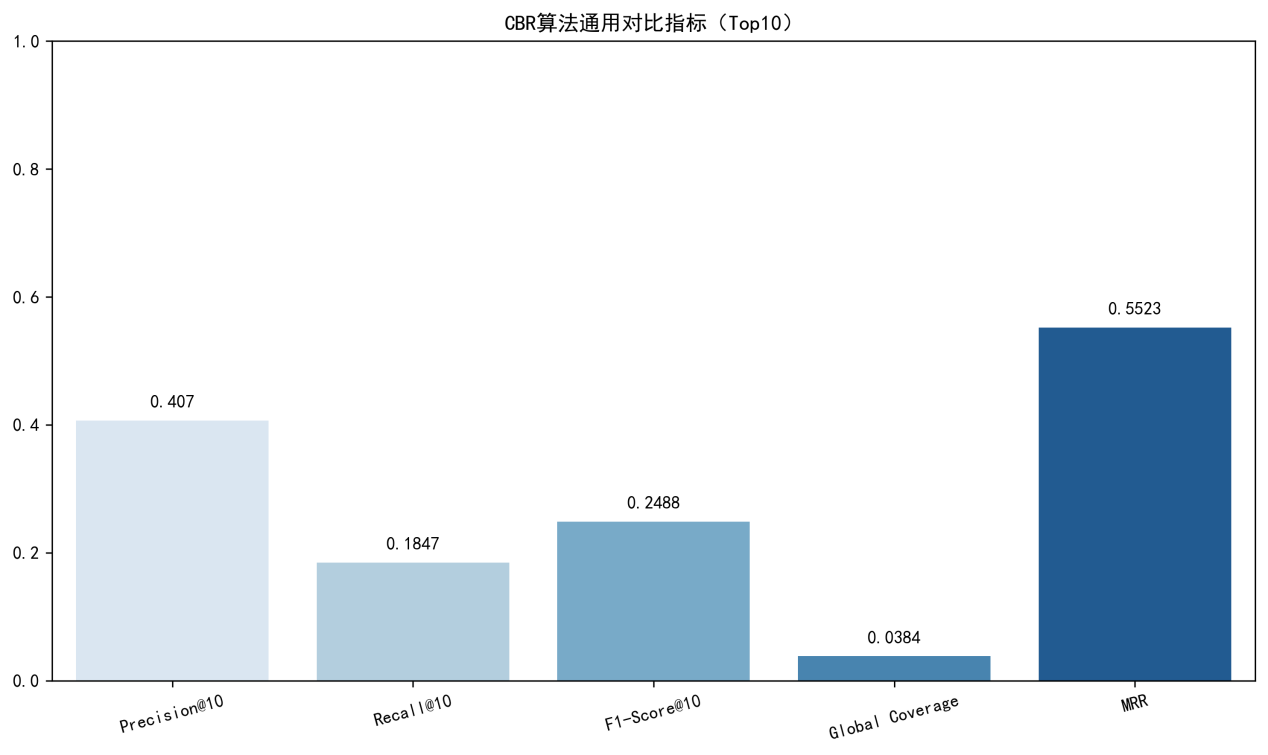 CBR算法通用对比指标（Top10）
1.0
0.8
0.6
0.4
0.2
0.0
0.407
0.1847
0.2488
0.0384
0.5523
Precision@10
Recall@10
F1-Score@10
Global Coverage
MRR